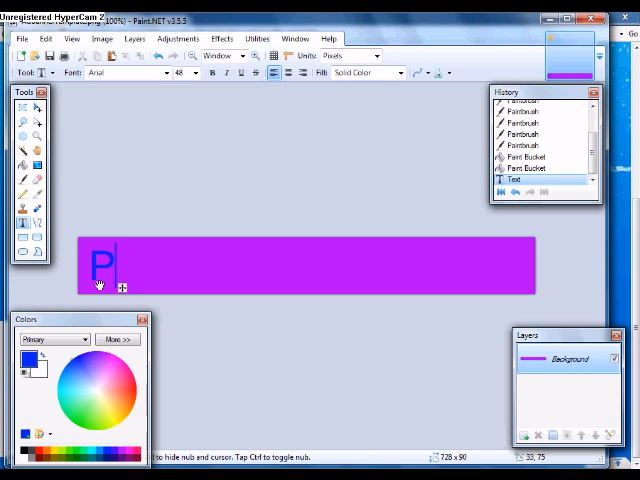 Unregistered HyperCam 2
(100%) - Paint.NET v3.5.5
File Edit View Image Layers Adjustments Effects Utilities Window Help
Window Units: Pixels
Go
Tool: T Font: Arial 48 B I U S Fill: Solid Color
Tools
History
Paintbrush
Paintbrush
Paintbrush
Paintbrush
Paintbrush
Paint Bucket
Paint Bucket
Text
P
Colors
Primary More >>
Layers
Background
to hide nub and cursor. Tap Ctrl to toggle nub. 728 x 90 33, 75